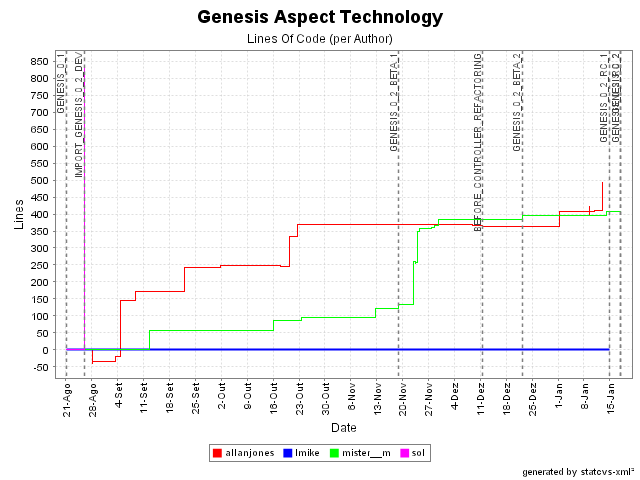 Genesis Aspect Technology
Lines Of Code (per Author)
Lines
850
800
750
700
650
600
550
500
450
400
350
300
250
200
150
100
50
0
-50
GENESIS_0_1
IMPORT_GENESIS_0_2_DEV
GENESIS_0_2_BETA_1
BEFORE_CONTROLLER_REFACTORING
GENESIS_0_2_BETA_2
GENESIS_0_2_RC_1
21-Ago
28-Ago
4-Set
11-Set
18-Set
25-Set
2-Out
9-Out
16-Out
23-Out
30-Out
6-Nov
13-Nov
20-Nov
27-Nov
4-Dez
11-Dez
18-Dez
25-Dez
1-Jan
8-Jan
15-Jan
Date
allanjones lmike mister__m sol
generated by statcvs-xml²